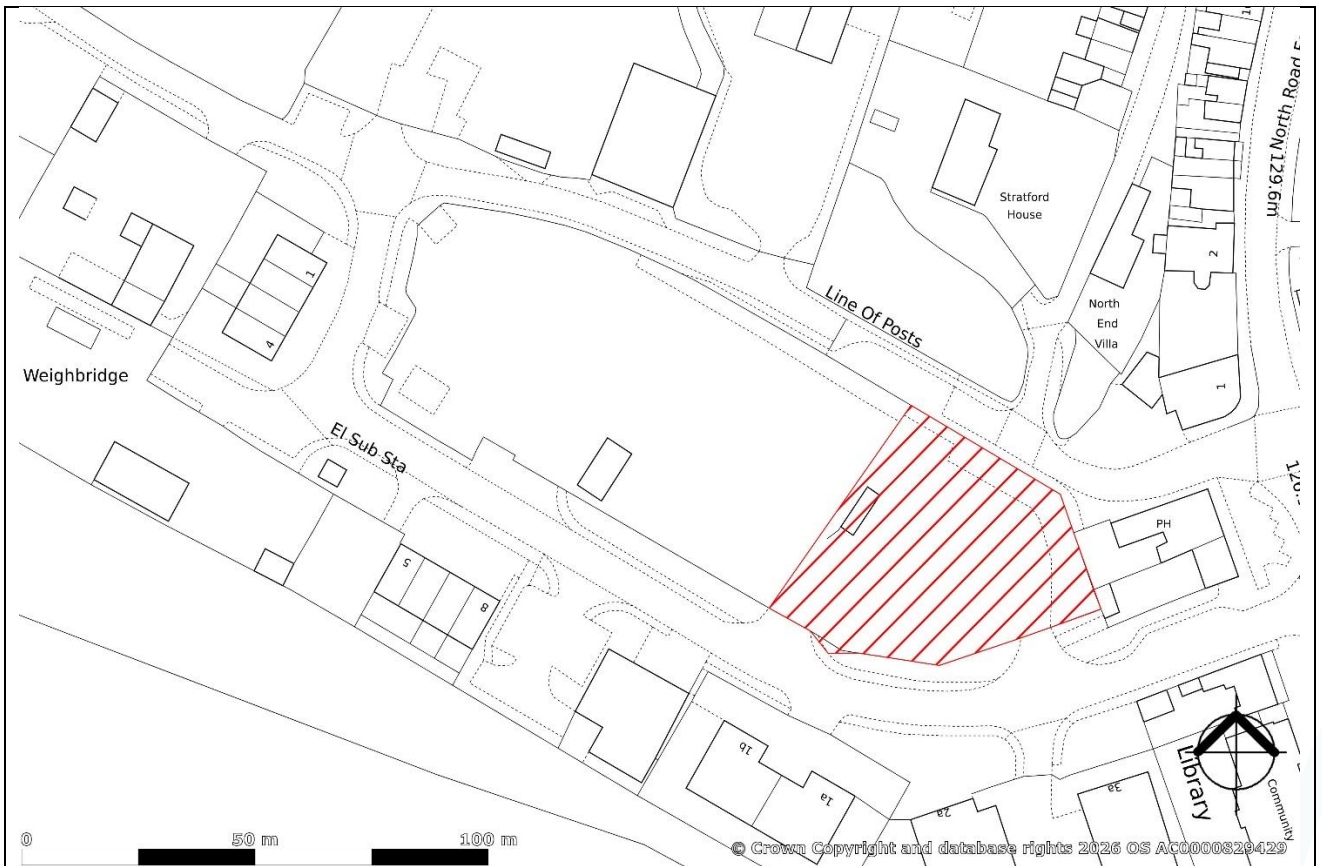 Stratford
House
North Road
N 129.6m
2
North
End
Villa
1
Line Of Posts
1
4
Weighbridge
El Sub Sta
5
8
PH
1b
1a
2a
3a
Library
Community
0
50 m
100 m
© Crown Copyright and database rights 2026 OS AC0000829429